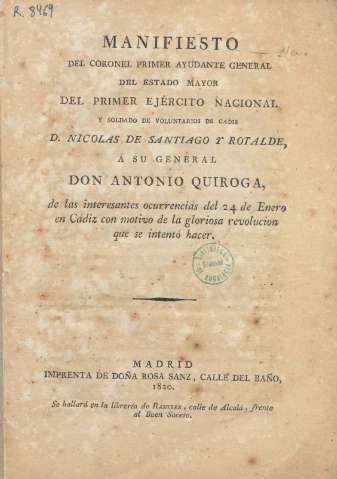 R. 8469
MANIFIESTO
DEL CORONEL PRIMER AYUDANTE GENERAL
DEL ESTADO MAYOR
DEL PRIMER EJÉRCITO NACIONAL
Y SOLDADO DE VOLUNTARIOS DE CADIZ
D. NICOLAS DE SANTIAGO Y ROTALDE,
A SU GENERAL
DON ANTONIO QUIROGA,
de las interesantes ocurrencias del 24 de Enero
en Cádiz con motivo de la gloriosa revolucion
que se intentó hacer.
MADRID
IMPRENTA DE DOÑA ROSA SANZ, CALLE DEL BAÑO,
1820.
Se hallará en la librería de RAMIREZ, calle de Alcalá, frente
al Buen Suceso.